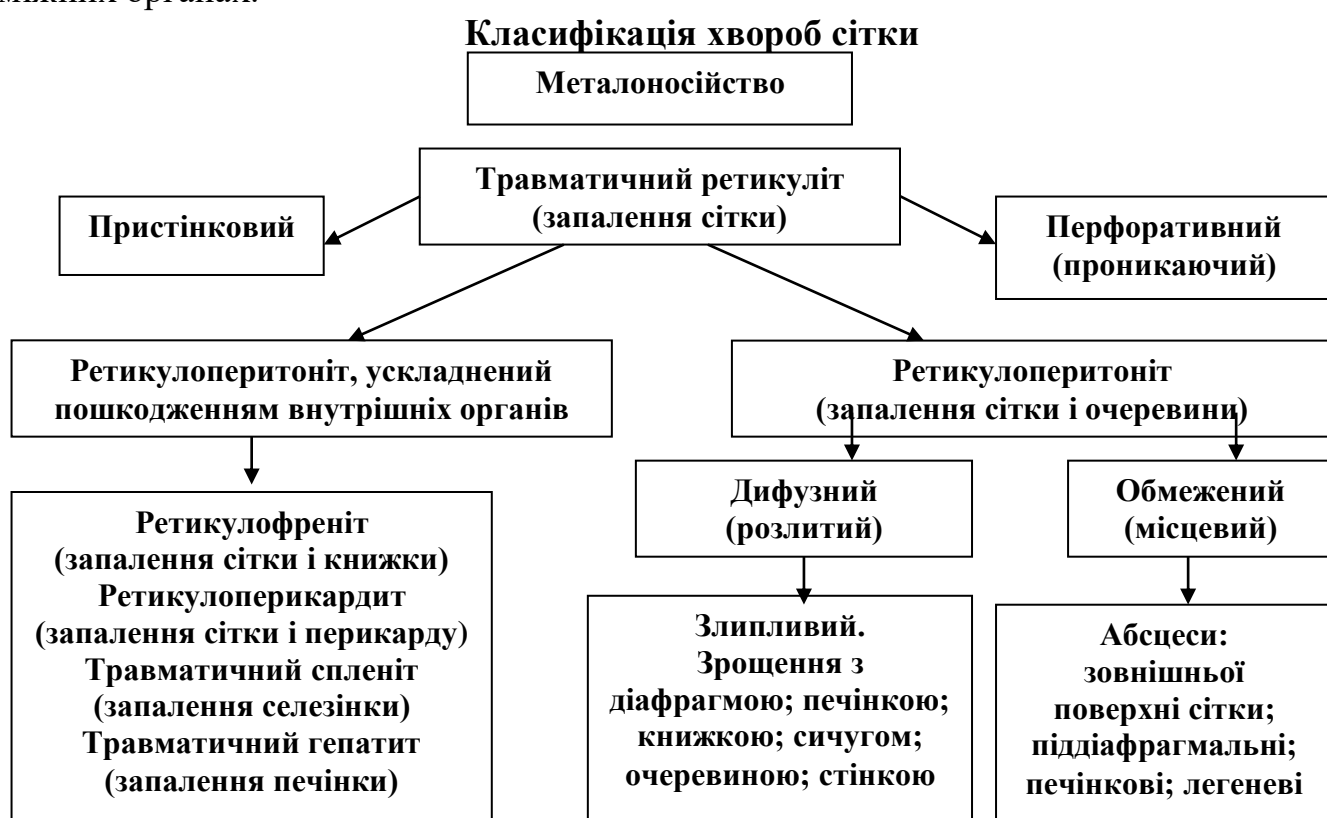 міжних органах.
Класифікація хвороб сітки
Металоносійство
Травматичний ретикуліт
(запалення сітки)
Пристінковий
Перфоративний
(проникаючий)
Ретикулоперитоніт, ускладнений
пошкодженням внутрішніх органів
Ретикулоперитоніт
(запалення сітки і очеревини)
Дифузний
(розлитий)
Обмежений
(місцевий)
Ретикулофреніт
(запалення сітки і книжки)
Ретикулоперикардит
(запалення сітки і перикарду)
Травматичний спленіт
(запалення селезінки)
Травматичний гепатит
(запалення печінки)
Злипливий.
Зрощення з
діафрагмою; печінкою;
книжкою; сичугом;
очеревиною; стінкою
Абсцеси:
зовнішньої
поверхні сітки;
піддіафрагмальні;
печінкові; легеневі